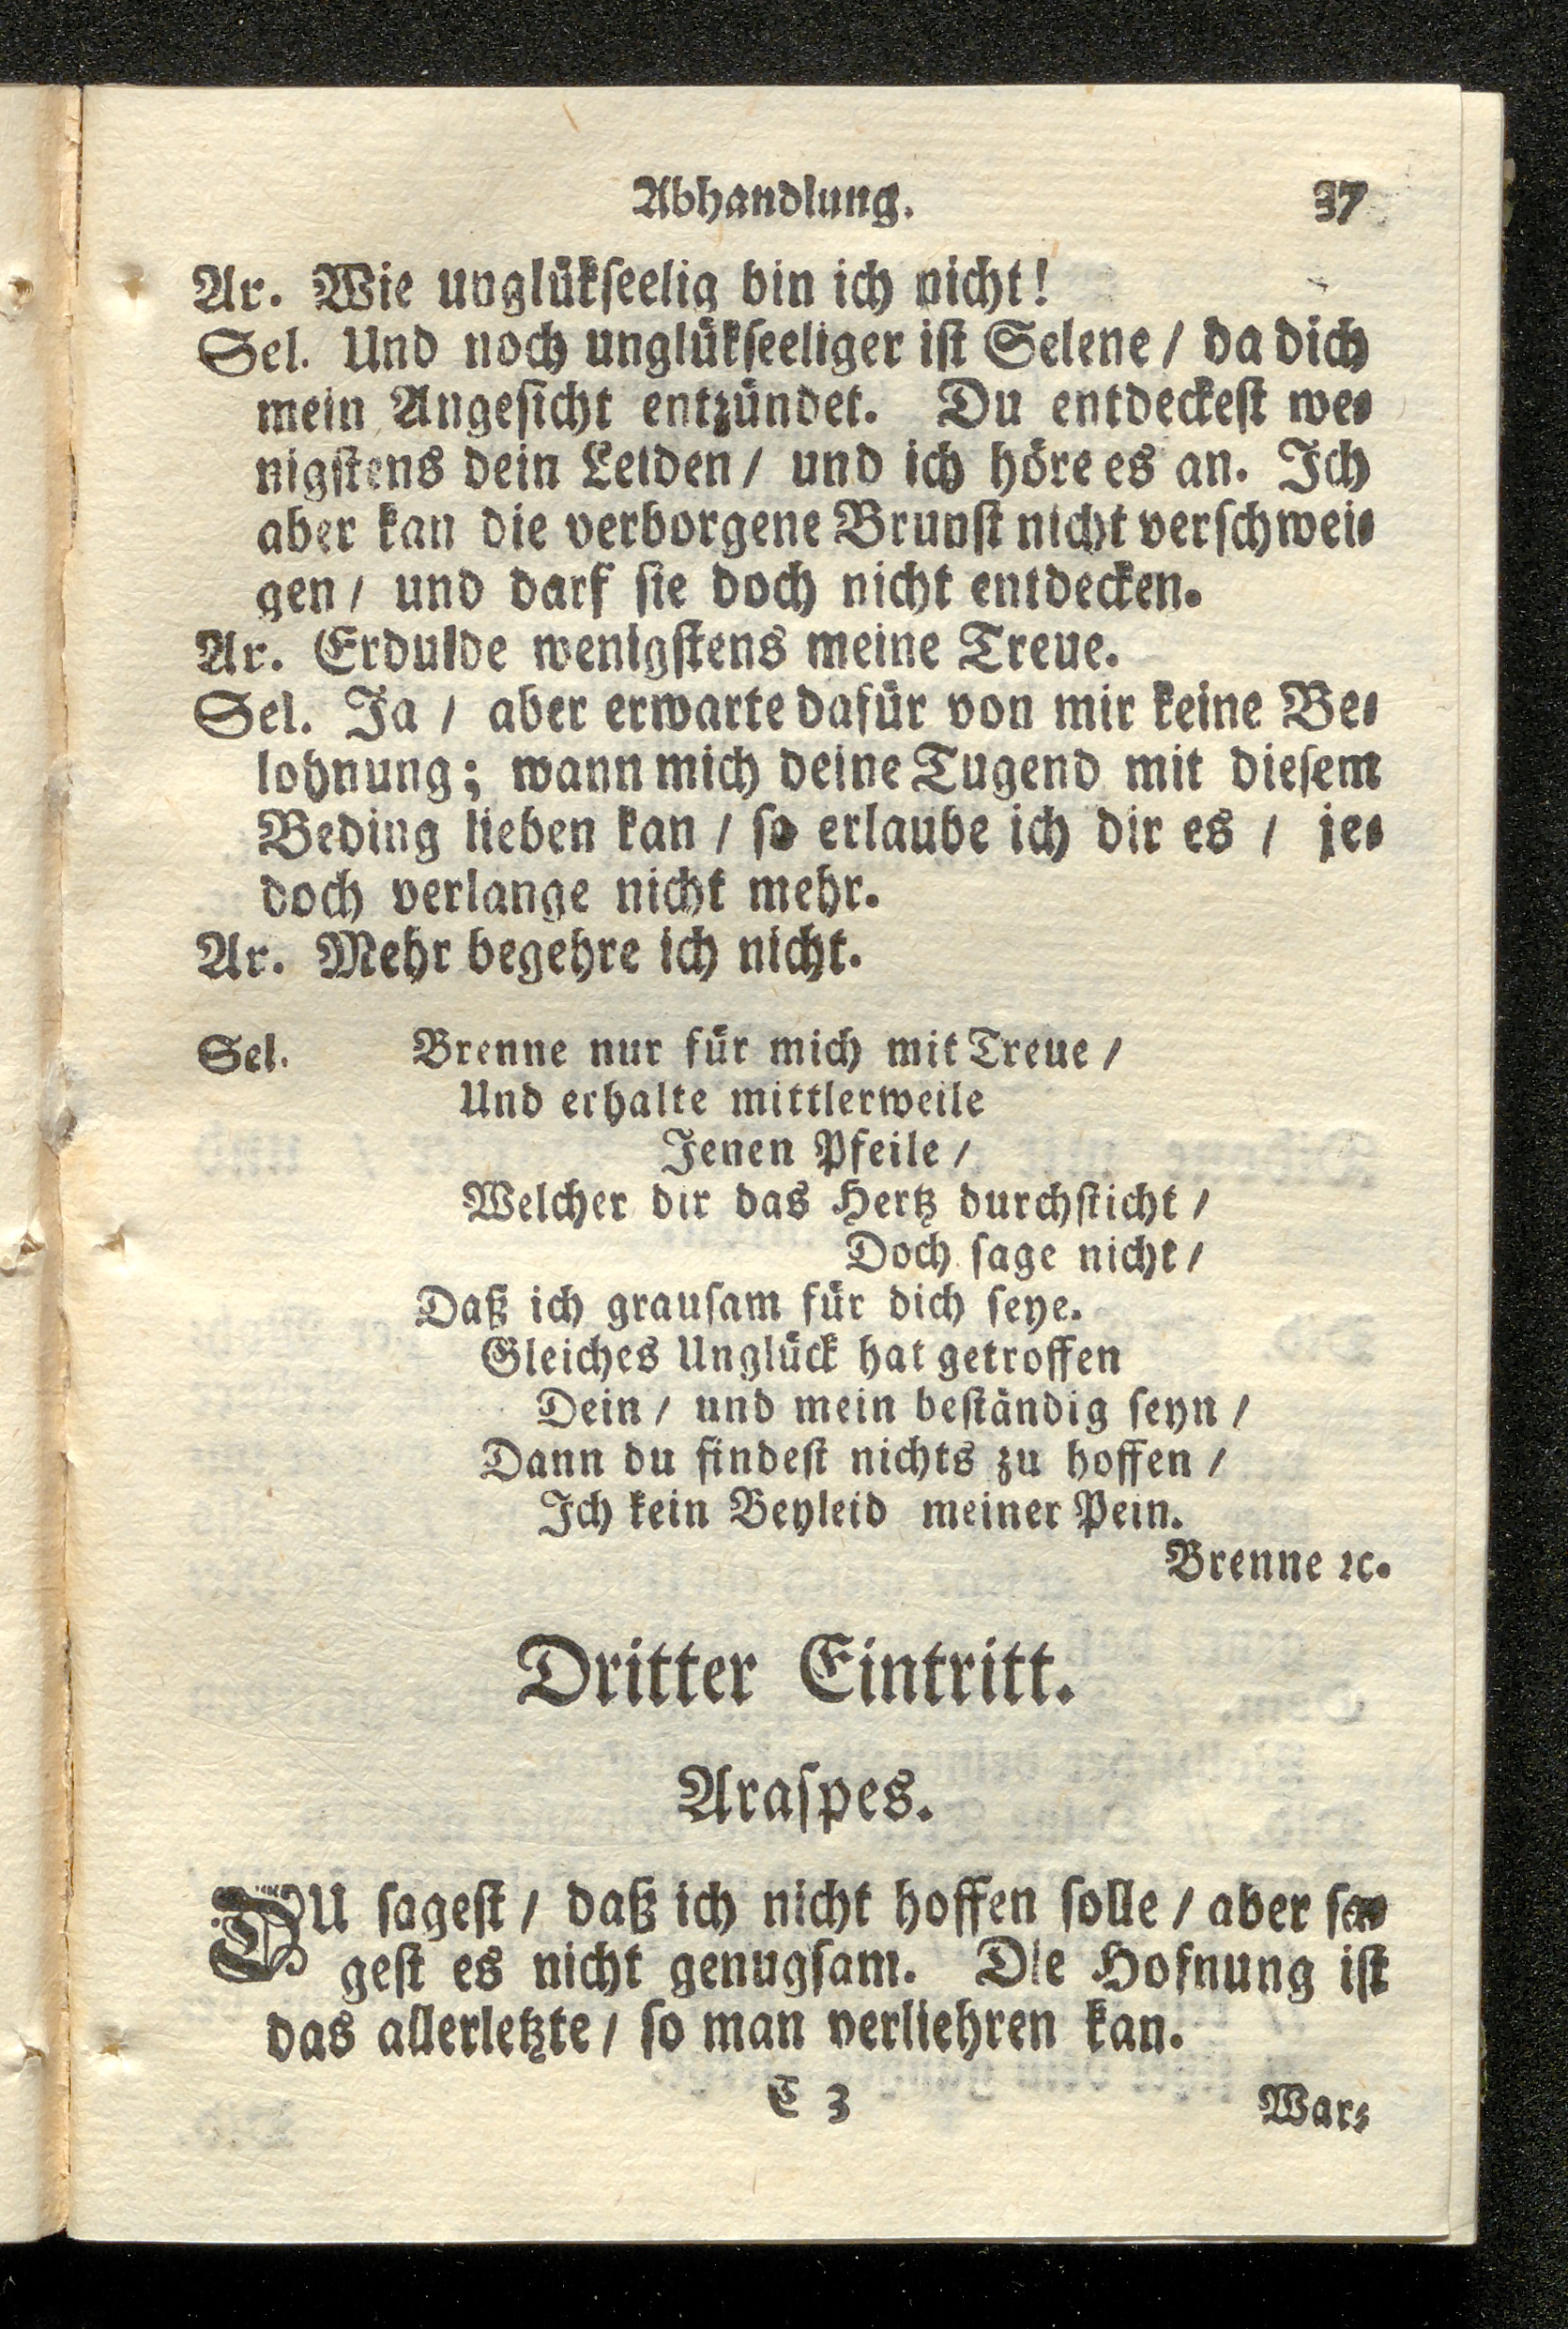 Abhandlung. 37
Ar. Wie unglükſeelig bin ich nicht!
Sel. Und noch unglükſeeliger iſt Selene / da dich
mein Angeſicht entzündet. Du entdeckeſt we⸗
nigſtens dein Leiden / und ich höre es an. Ich
aber kan die verborgene Brunſt nicht verſchwei⸗
gen / und darf ſie doch nicht entdecken.
Ar. Erdulde wenigſtens meine Treue.
Sel. Ja / aber erwarte dafür von mir keine Be⸗
lohnung; wann mich deine Tugend mit dieſem
Beding lieben kan / ſo erlaube ich dir es / je⸗
doch verlange nicht mehr.
Ar. Mehr begehre ich nicht.
Sel. Brenne nur für mich mit Treue /
Und erhalte mittlerweile
Jenen Pfeile /
Welcher dir das Hertz durchſticht /
Doch ſage nicht /
Daß ich grauſam für dich ſeye.
Gleiches Unglück hat getroffen
Dein / und mein beſtändig ſeyn /
Dann du findeſt nichts zu hoffen /
Ich kein Beyleid meiner Pein.
Brenne ꝛc.
Dritter Eintritt.
Araſpes.
DU ſageſt / daß ich nicht hoffen ſolle / aber ſa⸗
geſt es nicht genugſam. Die Hofnung iſt
das allerletzte / ſo man verliehren kan.
C 3 War⸗